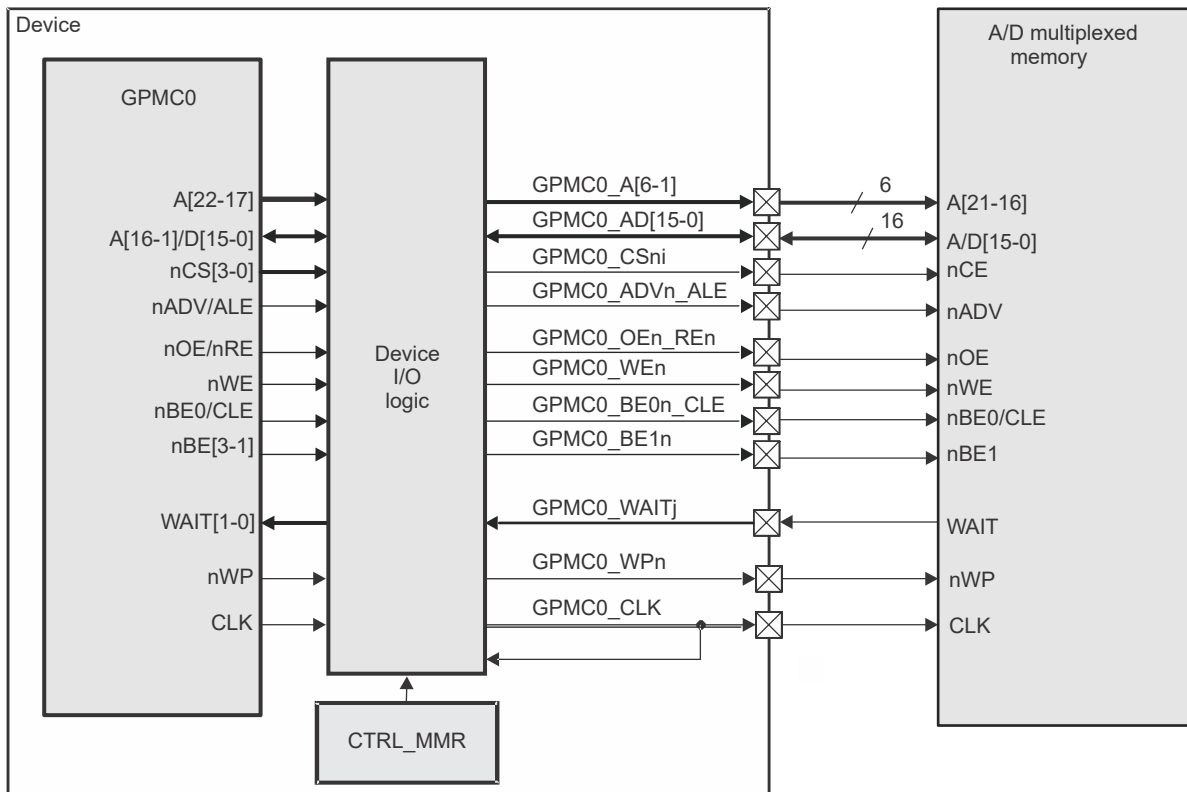 Device
A/D multiplexed
memory
GPMC0
A[22-17]
A[16-1]/D[15-0]
nCS[3-0]
nADV/ALE
nOE/nRE
nWE
nBE0/CLE
nBE[3-1]
WAIT[1-0]
nWP
CLK
Device
I/O
logic
CTRL_MMR
GPMC0_A[6-1]
GPMC0_AD[15-0]
GPMC0_CSni
GPMC0_ADVn_ALE
GPMC0_OEn_REn
GPMC0_WEn
GPMC0_BE0n_CLE
GPMC0_BE1n
GPMC0_WAITj
GPMC0_WPn
GPMC0_CLK
6
16
A[21-16]
A/D[15-0]
nCE
nADV
nOE
nWE
nBE0/CLE
nBE1
WAIT
nWP
CLK